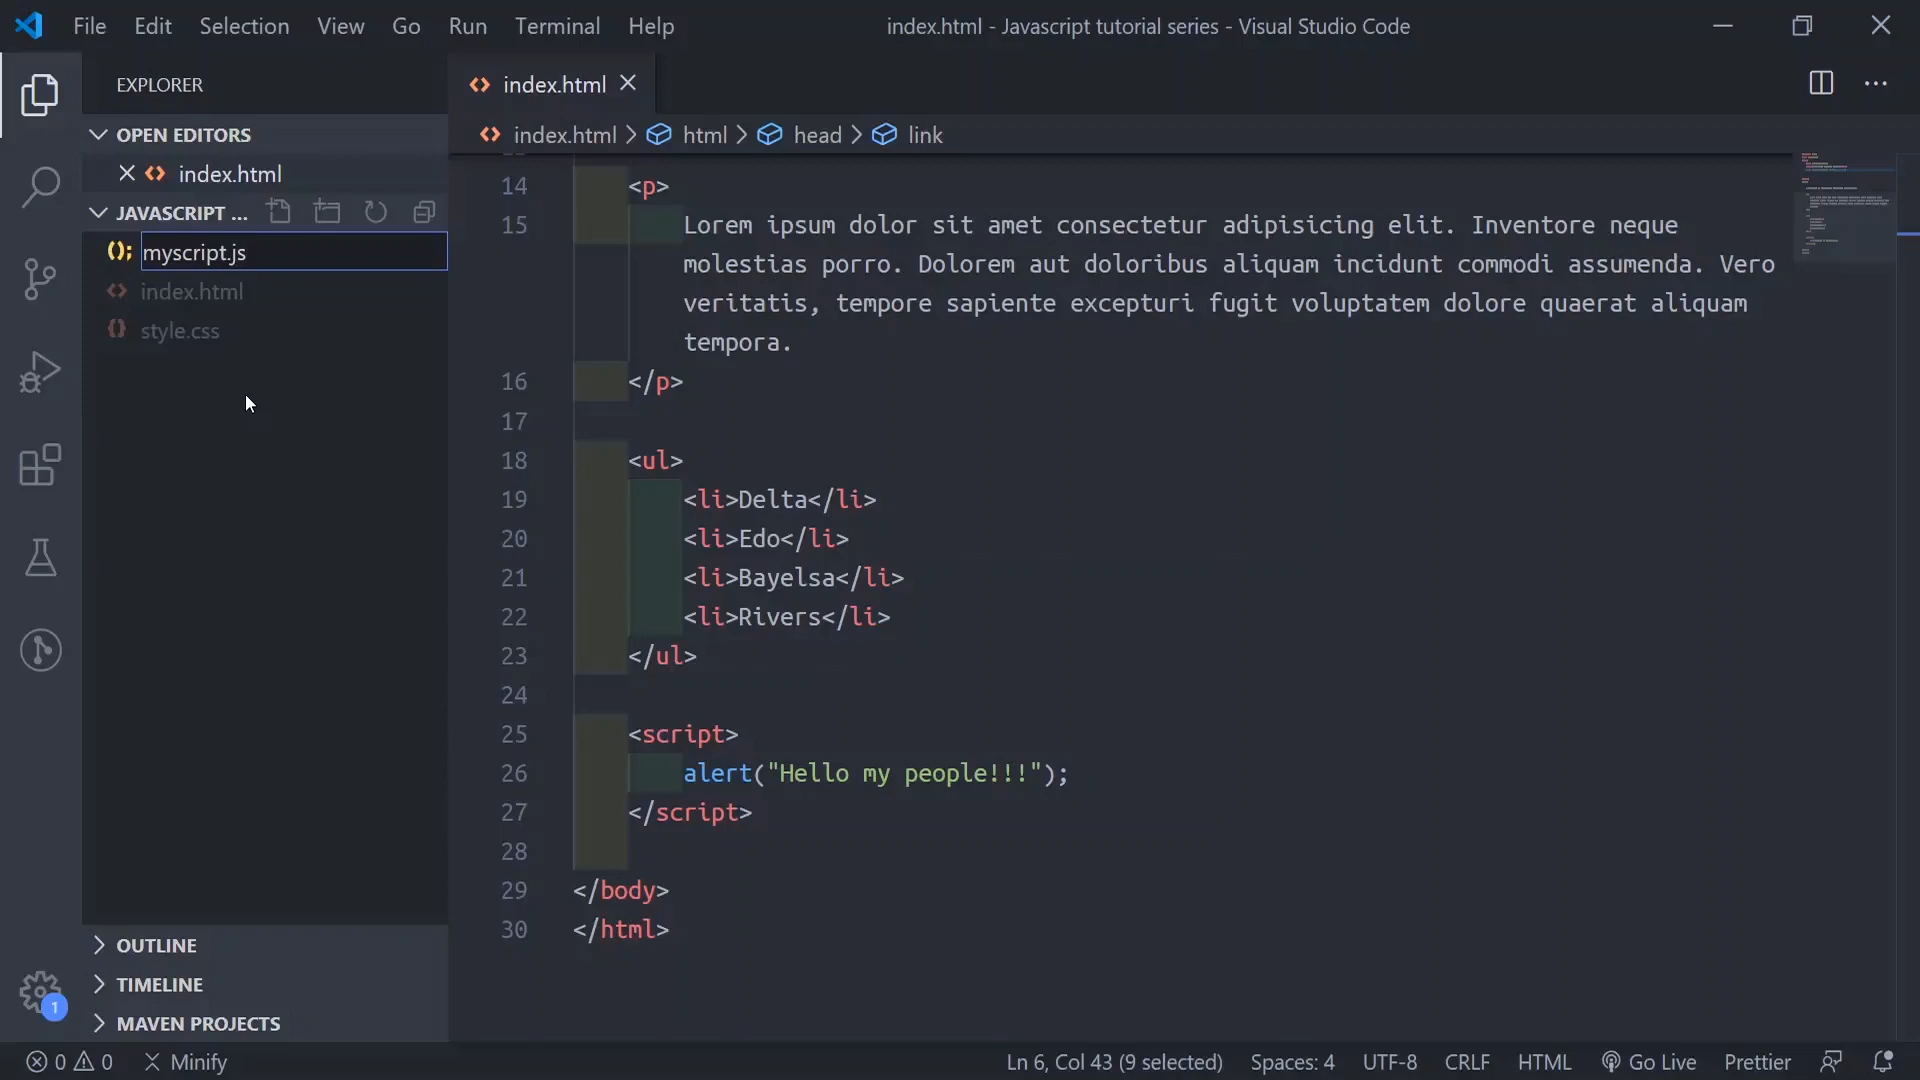 File Edit Selection View Go Run Terminal Help
index.html - Javascript tutorial series - Visual Studio Code
EXPLORER
OPEN EDITORS
index.html
JAVASCRIPT ...
myscript.js
index.html
style.css
OUTLINE
TIMELINE
MAVEN PROJECTS
index.html
index.html > html > head > link
14 <p>
15 Lorem ipsum dolor sit amet consectetur adipisicing elit. Inventore neque
molestias porro. Dolorem aut doloribus aliquam incidunt commodi assumenda. Vero
veritatis, tempore sapiente excepturi fugit voluptatem dolore quaerat aliquam
tempora.
16 </p>
17
18 <ul>
19 <li>Delta</li>
20 <li>Edo</li>
21 <li>Bayelsa</li>
22 <li>Rivers</li>
23 </ul>
24
25 <script>
26 alert("Hello my people!!!");
27 </script>
28
29 </body>
30 </html>
1
0 0 Minify
Ln 6, Col 43 (9 selected) Spaces: 4 UTF-8 CRLF HTML Go Live Prettier